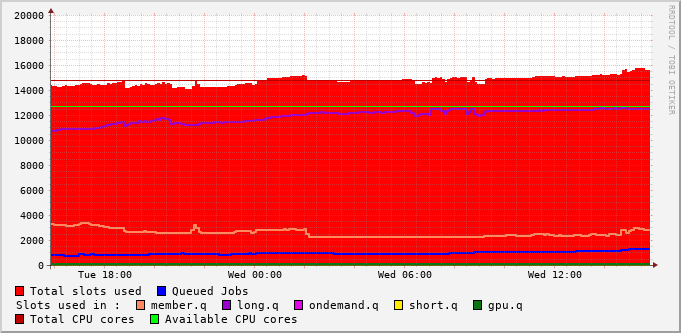 20000
18000
16000
14000
12000
10000
8000
6000
4000
2000
0
Tue 18:00 Wed 00:00 Wed 06:00 Wed 12:00
Total slots used Queued Jobs
Slots used in : member.q long.q ondemand.q short.q gpu.q
Total CPU cores Available CPU cores
RRDTOOL / TOBI OETIKER